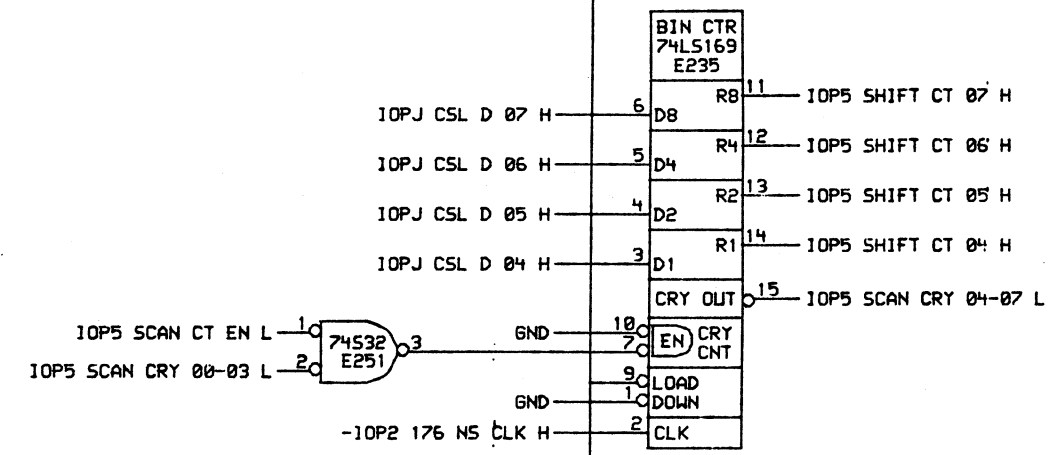 BIN CTR
74LS169
E235
IOPJ CSL D 07 H 6 D8 R8 11 IOP5 SHIFT CT 07 H
IOPJ CSL D 06 H 5 D4 R4 12 IOP5 SHIFT CT 06 H
IOPJ CSL D 05 H 4 D2 R2 13 IOP5 SHIFT CT 05 H
IOPJ CSL D 04 H 3 D1 R1 14 IOP5 SHIFT CT 04 H
CRY OUT 15 IOP5 SCAN CRY 04-07 L
IOP5 SCAN CT EN L 1
IOP5 SCAN CRY 00-03 L 2
74S32
E251
3
GND 10 EN CRY
7 CNT
9 LOAD
GND 1 DOWN
-IOP2 176 NS CLK H 2 CLK